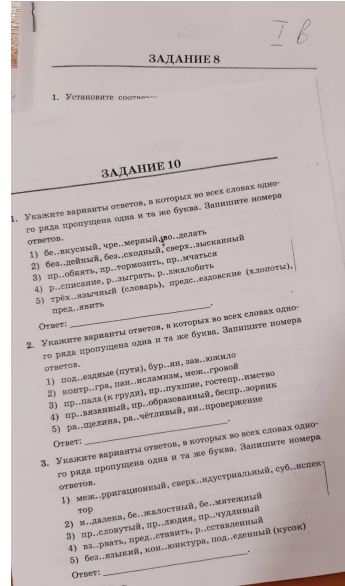 I в
ЗАДАНИЕ 8
1. Установите соответ
ЗАДАНИЕ 10
1. Укажите варианты ответов, в которых во всех словах одно-
го ряда пропущена одна и та же буква. Запишите номера
ответов.
1) бе..вкусный, чре..мерный, во..делать
2) без..дейный, без..сходный, сверх..зысканный
3) пр..обнять, пр..тормозить, пр..мчаться
4) р..списание, р..зыграть, р..зжалобить
5) трёх..язычный (словарь), предс..ездовские (хлопоты),
пред..явить
Ответ: ____________________.
2. Укажите варианты ответов, в которых во всех словах одно-
го ряда пропущена одна и та же буква. Запишите номера
ответов.
1) под..ездные (пути), бур..ян, зав..южило
2) контр..гра, пан..исламизм, меж..гровой
3) пр..пала (к груди), пр..пухшие, гостепр..имство
4) пр..вязанный, пр..образованный, беспр..зорник
5) ра..щелина, ра..чётливый, ни..провержение
Ответ: ____________________.
3. Укажите варианты ответов, в которых во всех словах одно-
го ряда пропущена одна и та же буква. Запишите номера
ответов.
1) меж..рригационный, сверх..ндустриальный, суб..нспек-
тор
2) и..далека, бе..жалостный, бе..мятежный
3) пр..словутый, пр..людия, пр..чудливый
4) вз..рвать, пред..ставить, р..сставленный
5) без..языкий, кон..юнктура, под..еденный (кусок)
Ответ: ____________________.